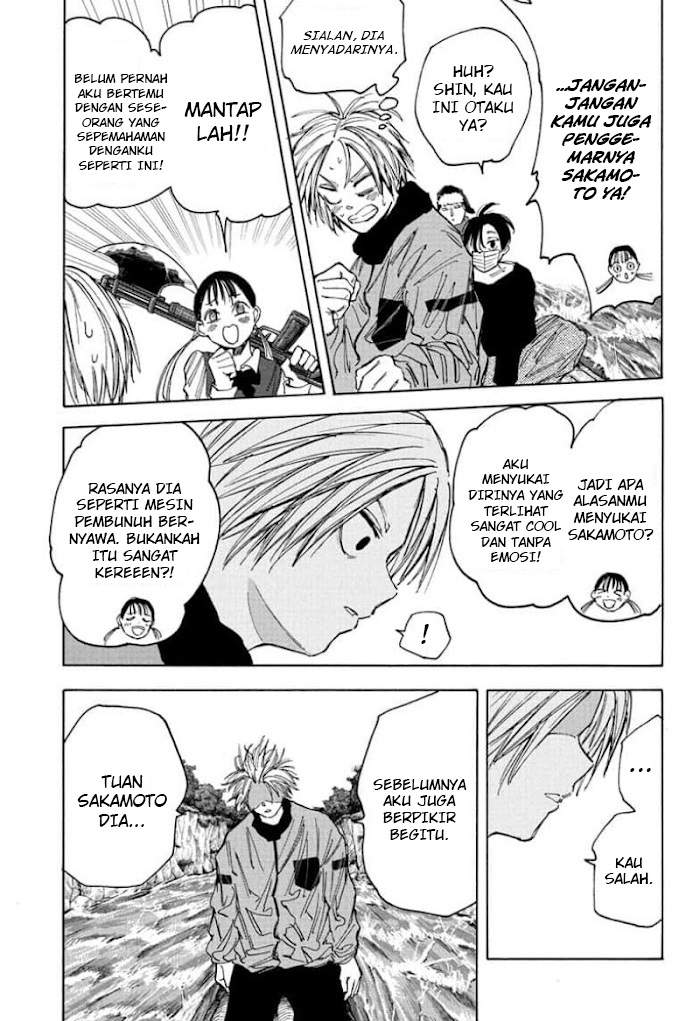 ...JANGAN-
JANGAN
KAMU JUGA
PENGGE-
MARNYA
SAKAMO-
TO YA!
HUH?
SHIN, KAU
INI OTAKU
YA?
SIALAN, DIA
MENYADARINYA.
MANTAP
LAH!!
BELUM PERNAH
AKU BERTEMU
DENGAN SESE-
ORANG YANG
SEPEMAHAMAN
DENGANKU
SEPERTI INI!
JADI APA
ALASANMU
MENYUKAI
SAKAMOTO?
AKU
MENYUKAI
DIRINYA YANG
TERLIHAT
SANGAT COOL
DAN TANPA
EMOSI!
!
RASANYA DIA
SEPERTI MESIN
PEMBUNUH BER-
NYAWA. BUKANKAH
ITU SANGAT
KEREEEN?!
...
KAU
SALAH.
SEBELUMNYA
AKU JUGA
BERPIKIR
BEGITU.
TUAN
SAKAMOTO
DIA...